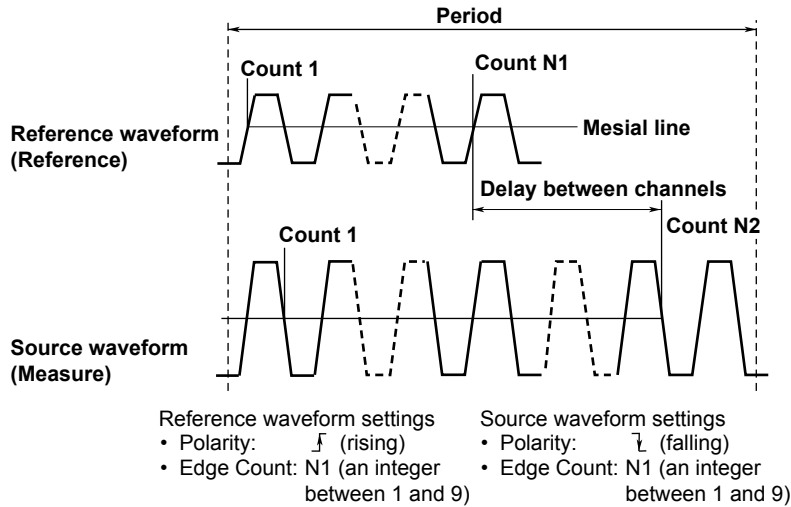 Period
Count 1
Count N1
Reference waveform
(Reference)
Mesial line
Delay between channels
Count N2
Count 1
Source waveform
(Measure)
Reference waveform settings
• Polarity: (rising)
• Edge Count: N1 (an integer
between 1 and 9)
Source waveform settings
• Polarity: (falling)
• Edge Count: N1 (an integer
between 1 and 9)